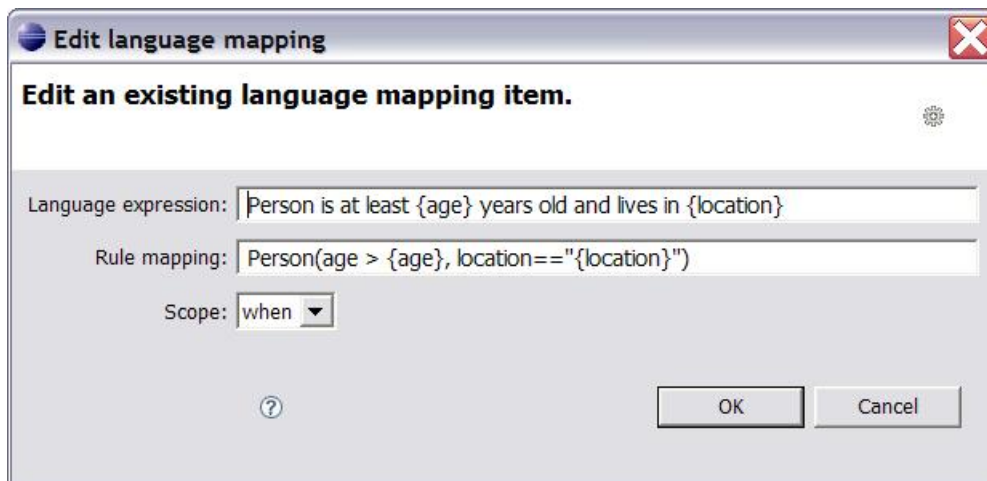 Edit language mapping
Edit an existing language mapping item.
Language expression: Person is at least {age} years old and lives in {location}
Rule mapping: Person(age > {age}, location=="{location}")
Scope: when
? OK Cancel